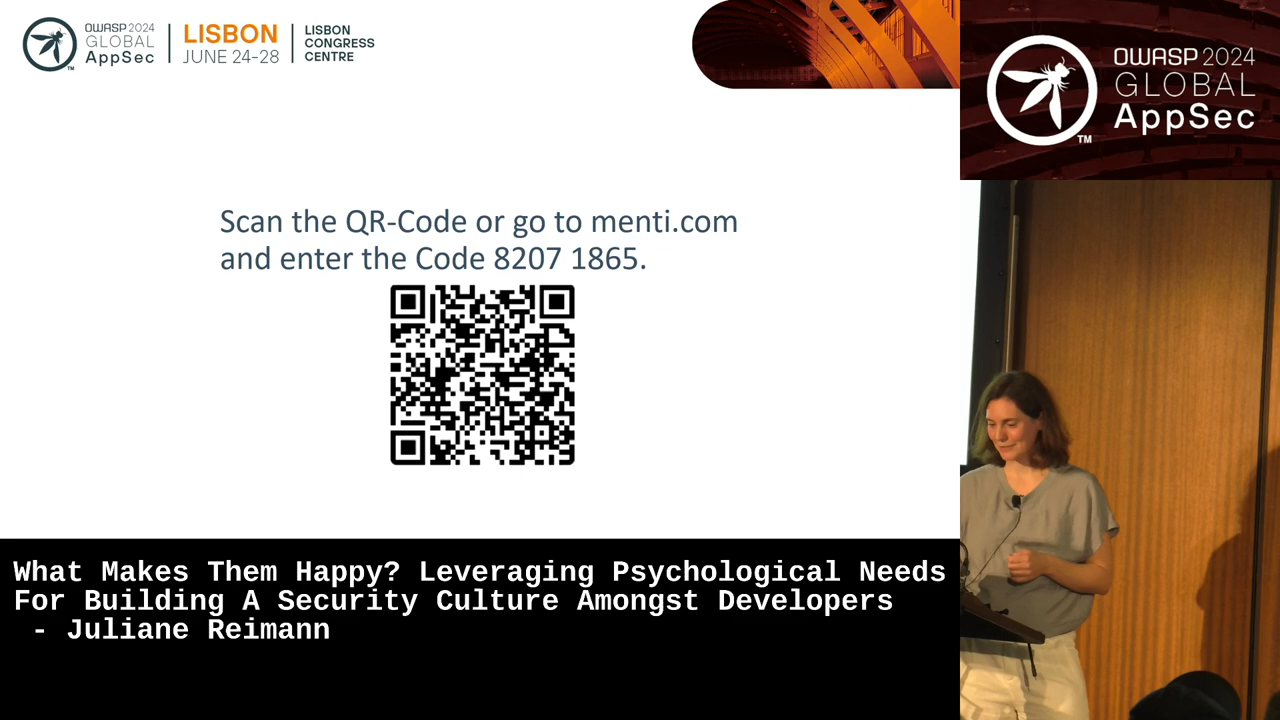 OWASP 2024
GLOBAL
AppSec
LISBON
JUNE 24-28
LISBON
CONGRESS
CENTRE
OWASP 2024
GLOBAL
AppSec
TM
Scan the QR-Code or go to menti.com
and enter the Code 8207 1865.
What Makes Them Happy? Leveraging Psychological Needs
For Building A Security Culture Amongst Developers
- Juliane Reimann